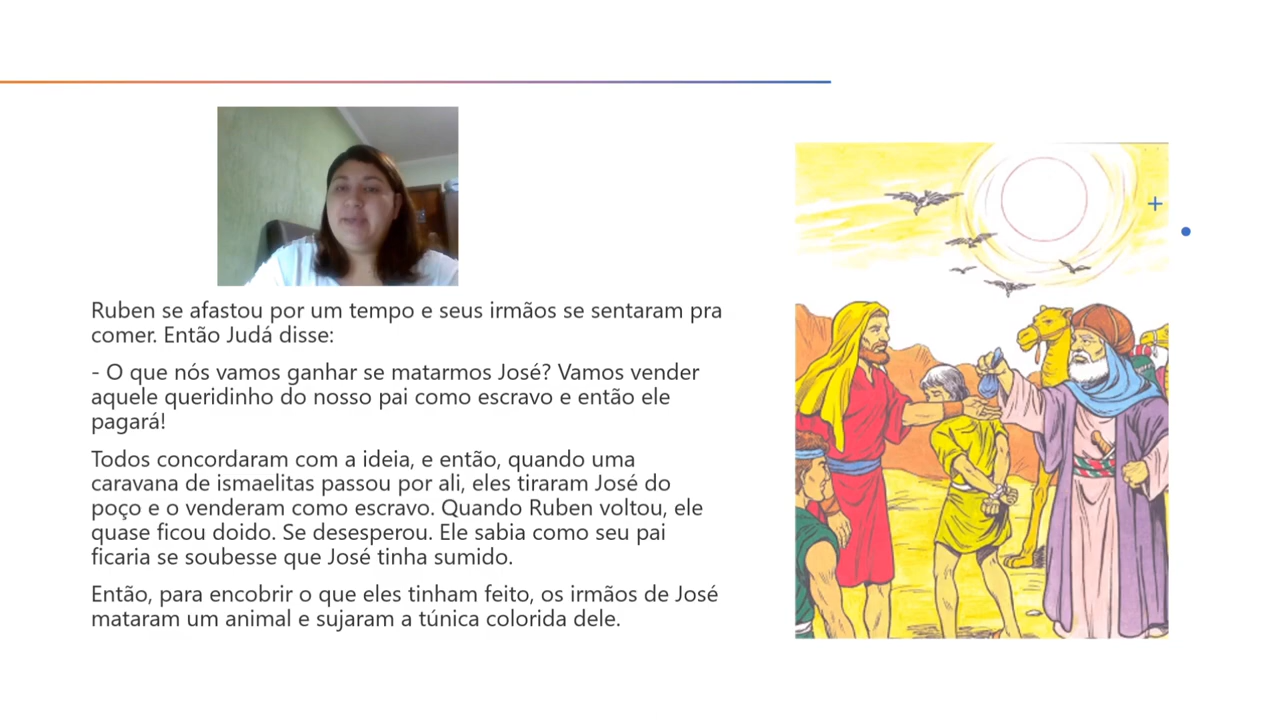 Ruben se afastou por um tempo e seus irmãos se sentaram pra
comer. Então Judá disse:
- O que nós vamos ganhar se matarmos José? Vamos vender
aquele queridinho do nosso pai como escravo e então ele
pagará!
Todos concordaram com a ideia, e então, quando uma
caravana de ismaelitas passou por ali, eles tiraram José do
poço e o venderam como escravo. Quando Ruben voltou, ele
quase ficou doido. Se desesperou. Ele sabia como seu pai
ficaria se soubesse que José tinha sumido.
Então, para encobrir o que eles tinham feito, os irmãos de José
mataram um animal e sujaram a túnica colorida dele.